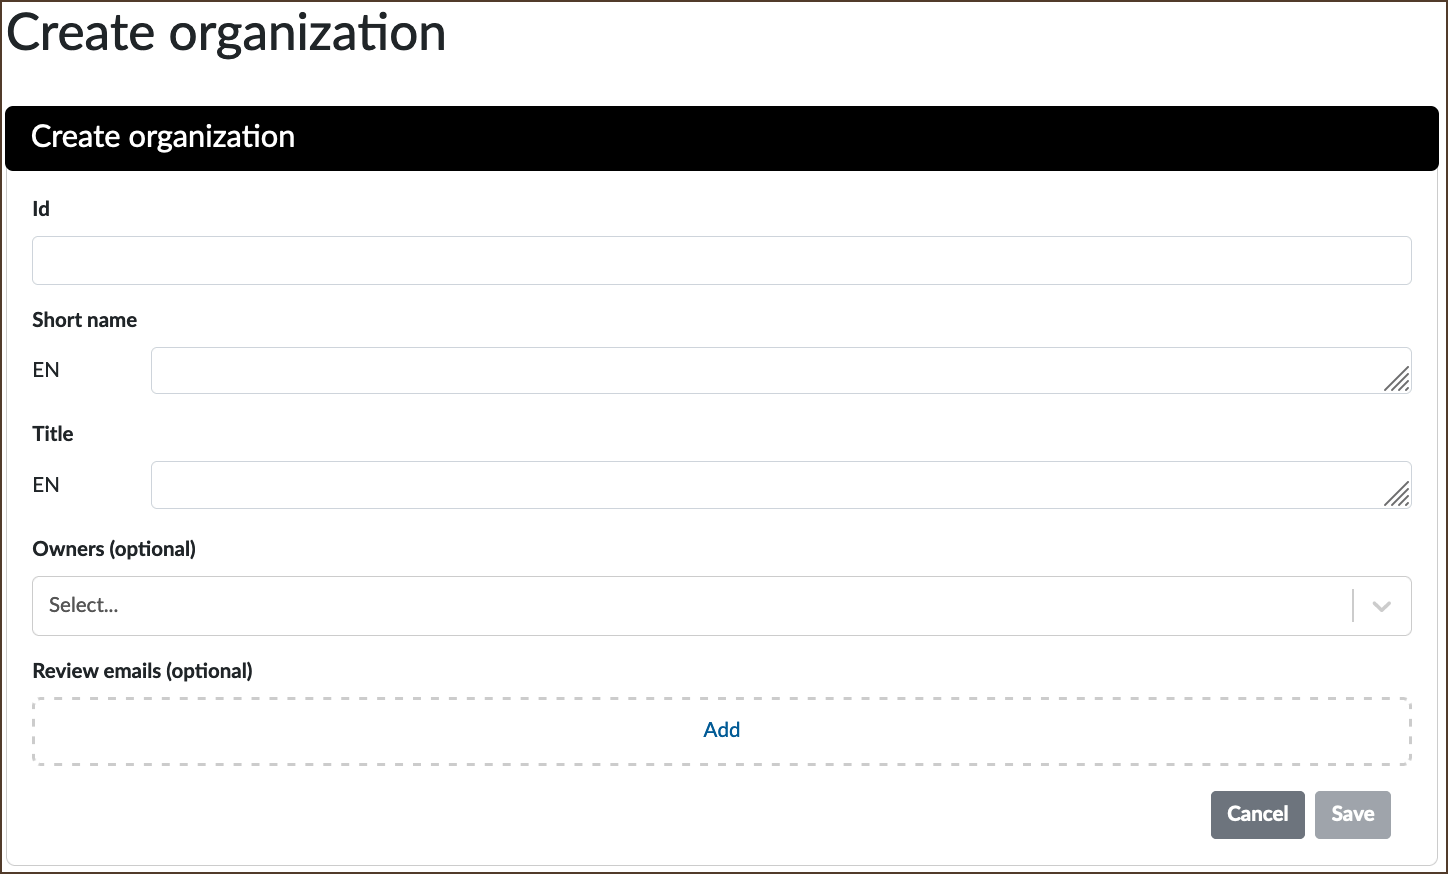 Create organization
Create organization
Id
Short name
EN
Title
EN
Owners (optional)
Select...
Review emails (optional)
Add
Cancel Save